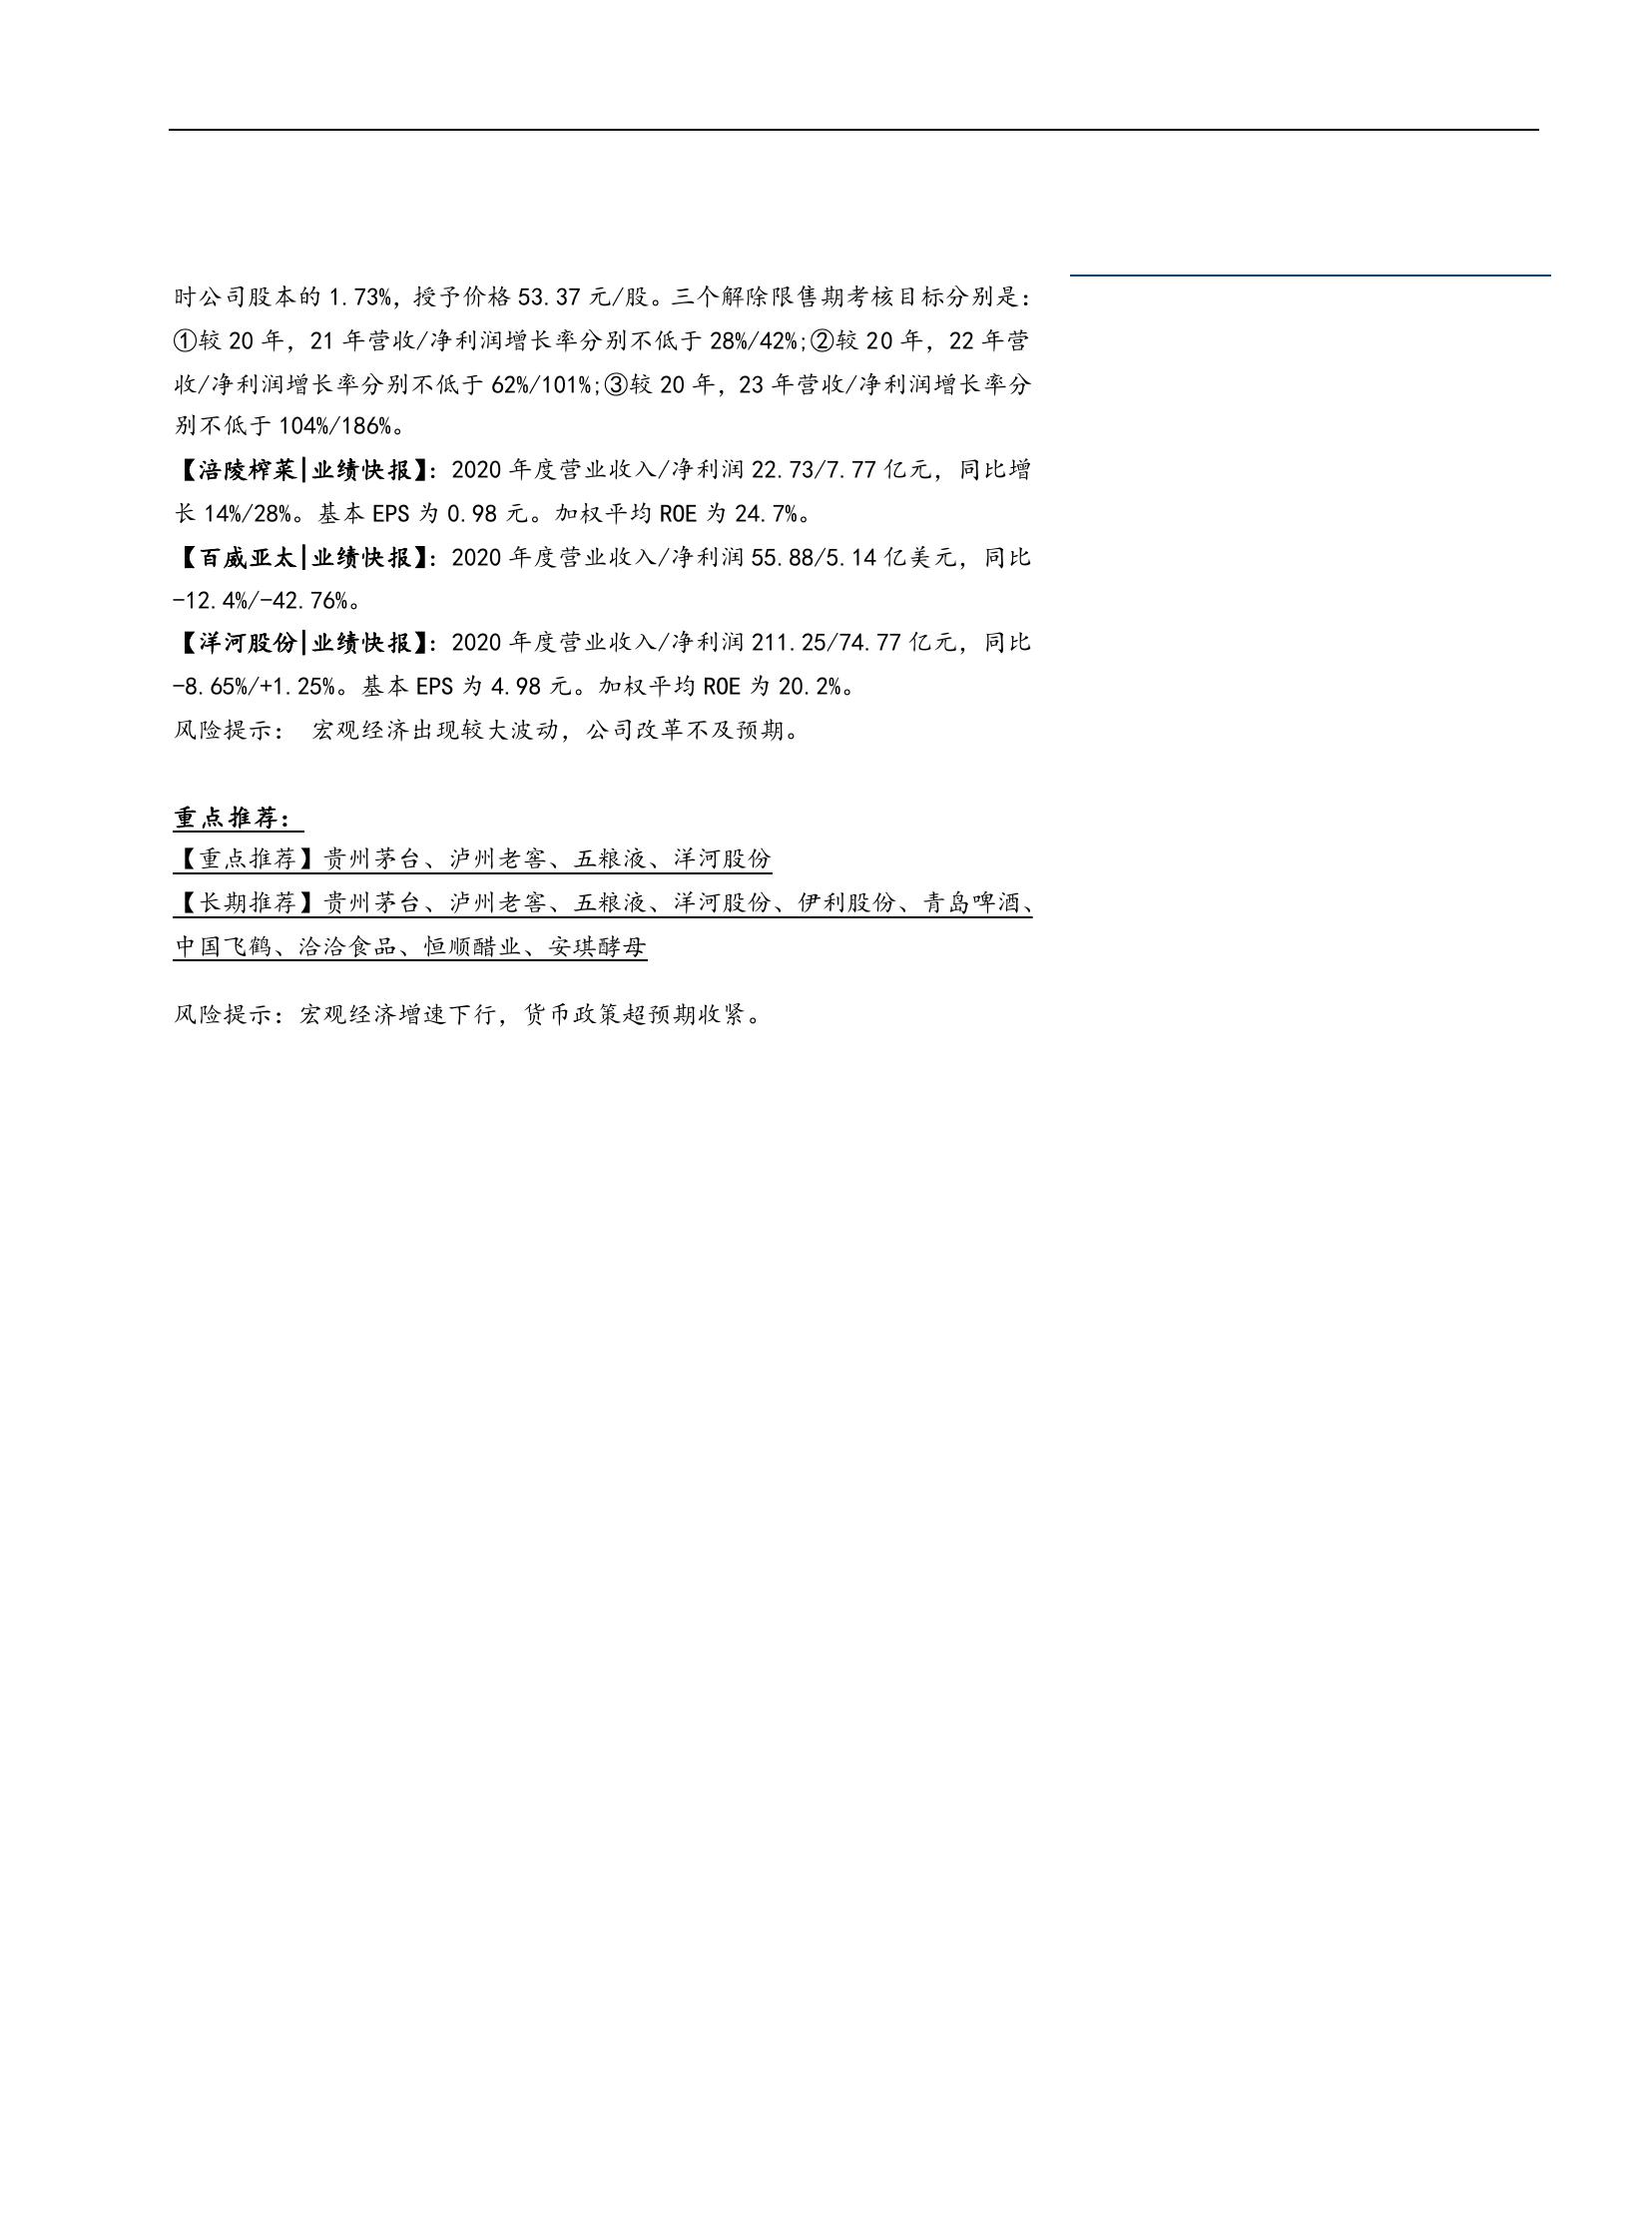 时公司股本的 1.73%，授予价格 53.37 元/股。三个解除限售期考核目标分别是：
①较 20 年，21 年营收/净利润增长率分别不低于 28%/42%;②较 20 年，22 年营
收/净利润增长率分别不低于 62%/101%;③较 20 年，23 年营收/净利润增长率分
别不低于 104%/186%。
【涪陵榨菜|业绩快报】：2020 年度营业收入/净利润 22.73/7.77 亿元，同比增
长 14%/28%。基本 EPS 为 0.98 元。加权平均 ROE 为 24.7%。
【百威亚太|业绩快报】：2020 年度营业收入/净利润 55.88/5.14 亿美元，同比
-12.4%/-42.76%。
【洋河股份|业绩快报】：2020 年度营业收入/净利润 211.25/74.77 亿元，同比
-8.65%/+1.25%。基本 EPS 为 4.98 元。加权平均 ROE 为 20.2%。
风险提示： 宏观经济出现较大波动，公司改革不及预期。
重点推荐：
【重点推荐】贵州茅台、泸州老窖、五粮液、洋河股份
【长期推荐】贵州茅台、泸州老窖、五粮液、洋河股份、伊利股份、青岛啤酒、
中国飞鹤、洽洽食品、恒顺醋业、安琪酵母
风险提示：宏观经济增速下行，货币政策超预期收紧。